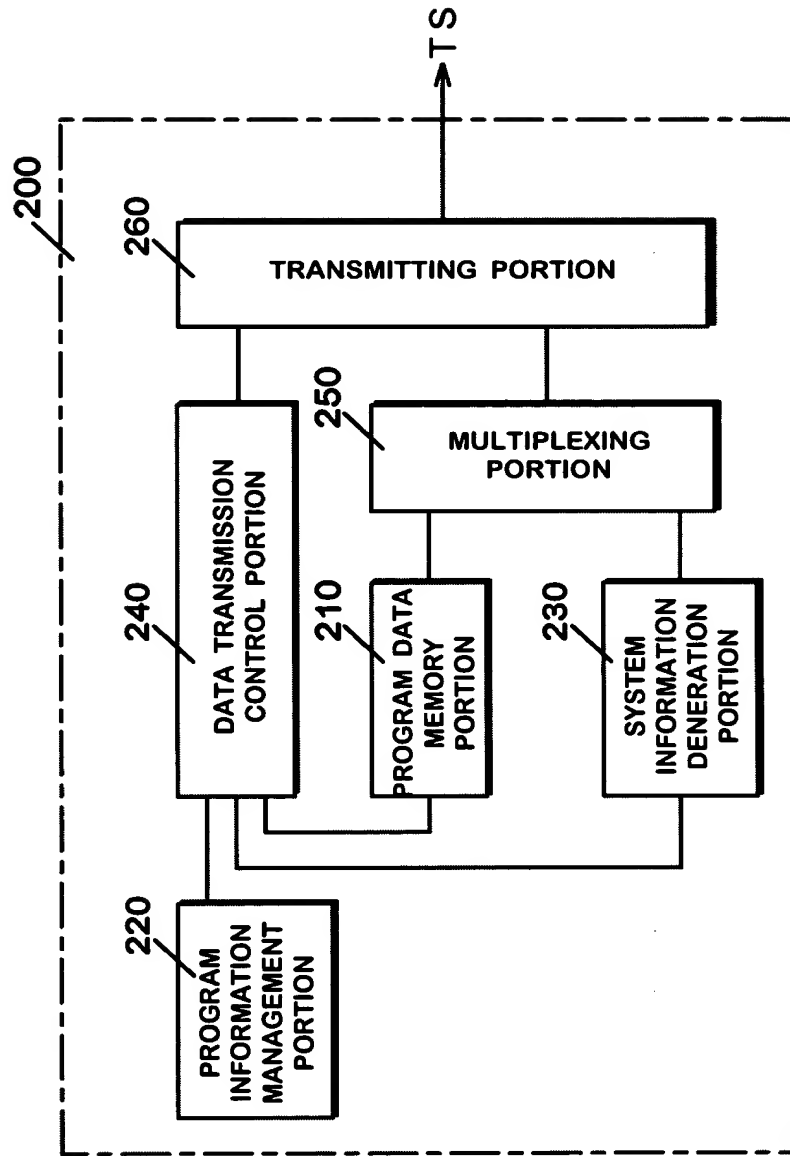 200
220
PROGRAM
INFORMATION
MANAGEMENT
PORTION
240
DATA TRANSMISSION
CONTROL PORTION
260
TRANSMITTING PORTION
TS
210
PROGRAM DATA
MEMORY
PORTION
250
MULTIPLEXING
PORTION
230
SYSTEM
INFORMATION
DENERATION
PORTION